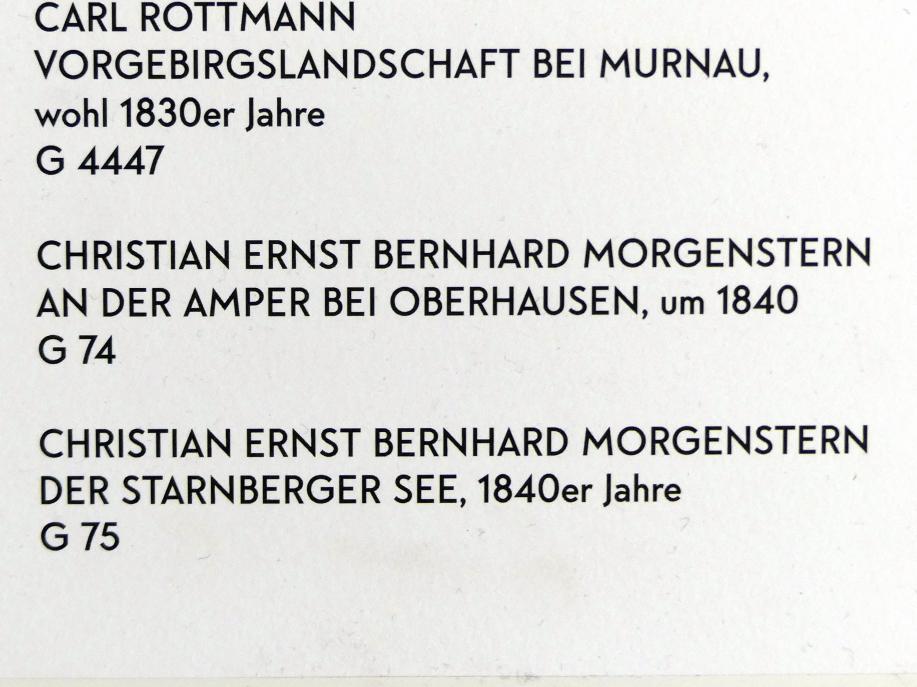 CARL ROTTMANN
VORGEBIRGSLANDSCHAFT BEI MURNAU,
wohl 1830er Jahre
G 4447
CHRISTIAN ERNST BERNHARD MORGENSTERN
AN DER AMPER BEI OBERHAUSEN, um 1840
G 74
CHRISTIAN ERNST BERNHARD MORGENSTERN
DER STARNBERGER SEE, 1840er Jahre
G 75